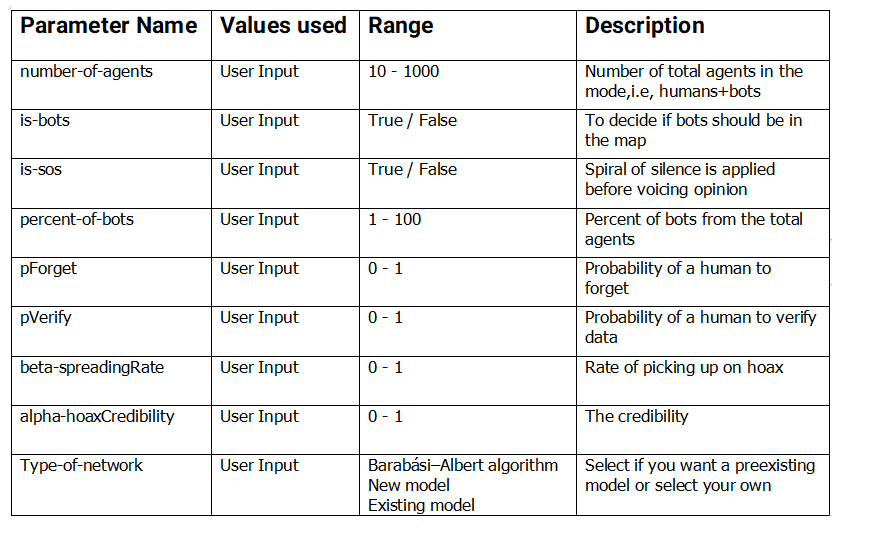 Parameter Name Values used Range Description
number-of-agents User Input 10 - 1000 Number of total agents in the
mode,i.e, humans+bots
is-bots User Input True / False To decide if bots should be in
the map
is-sos User Input True / False Spiral of silence is applied
before voicing opinion
percent-of-bots User Input 1 - 100 Percent of bots from the total
agents
pForget User Input 0 - 1 Probability of a human to
forget
pVerify User Input 0 - 1 Probability of a human to verify
data
beta-spreadingRate User Input 0 - 1 Rate of picking up on hoax
alpha-hoaxCredibility User Input 0 - 1 The credibility
Type-of-network User Input Barabási–Albert algorithm Select if you want a preexisting
New model model or select your own
Existing model